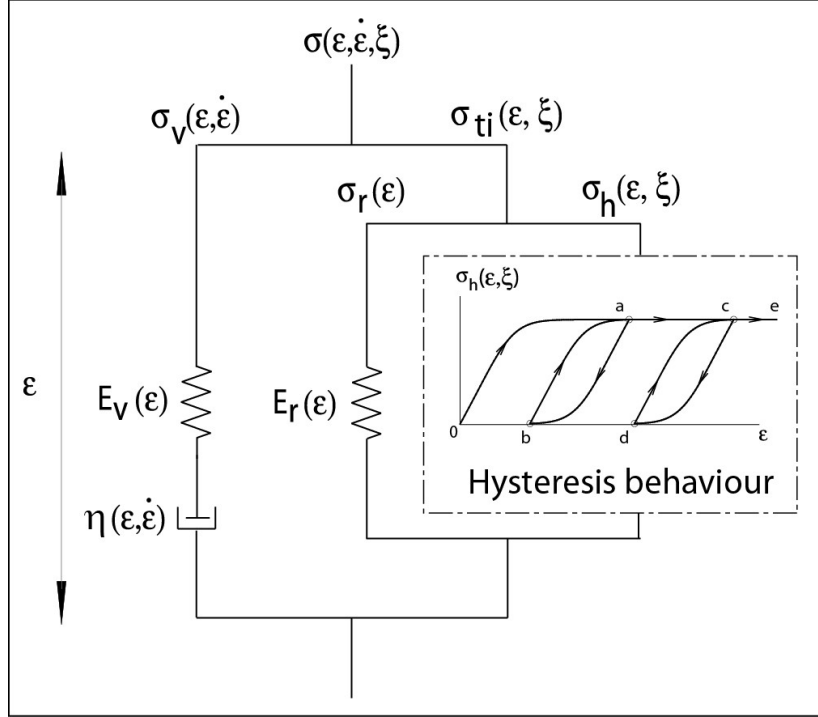 σ(ε,ε̇,ξ)
σv(ε,ε̇)
σti(ε, ξ)
σr(ε)
σh(ε, ξ)
σh(ε,ξ)
a
c
e
ε
Ev(ε)
Er(ε)
0
b
d
ε
Hysteresis behaviour
η(ε,ε̇)